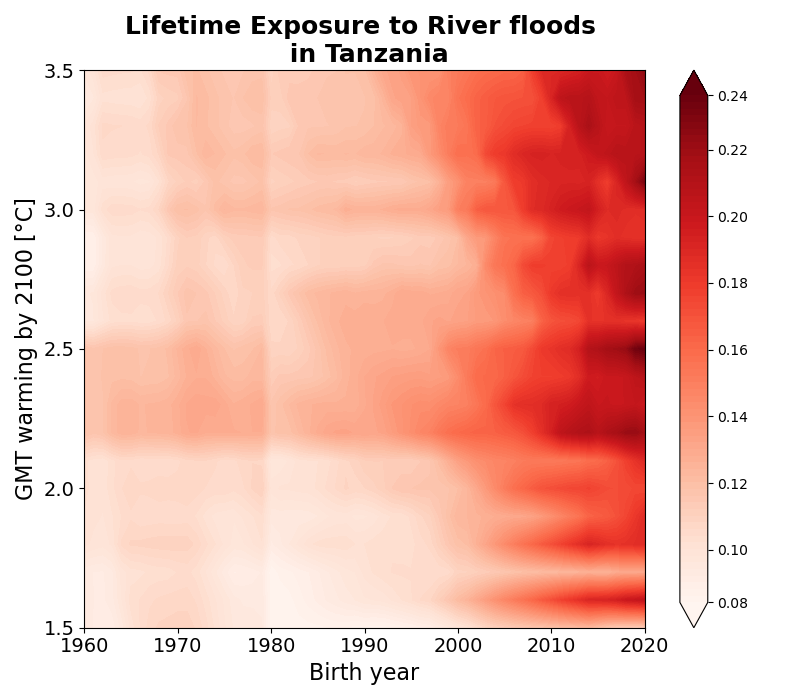 Lifetime Exposure to River floods
in Tanzania
GMT warming by 2100 [°C]
3.5
3.0
2.5
2.0
1.5
1960 1970 1980 1990 2000 2010 2020
Birth year
0.24
0.22
0.20
0.18
0.16
0.14
0.12
0.10
0.08